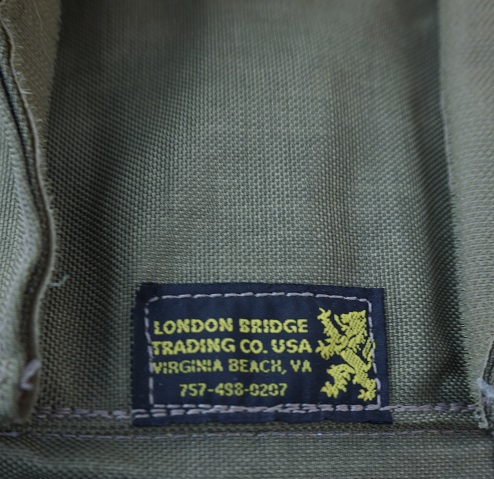 LONDON BRIDGE
TRADING CO. USA
VIRGINIA BEACH, VA
757-498-0207